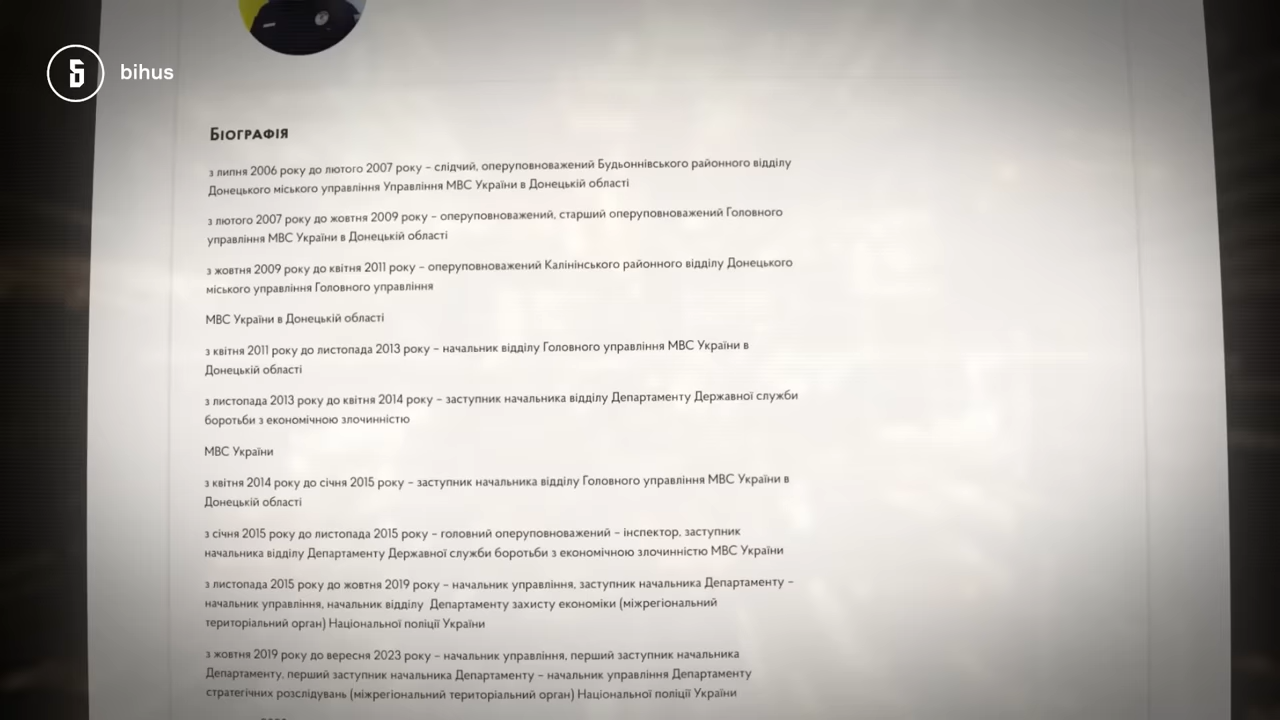 bihus
Біографія
з липня 2006 року до лютого 2007 року – слідчий, оперуповноважений Будьоннівського районного відділу
Донецького міського управління Управління МВС України в Донецькій області
з лютого 2007 року до жовтня 2009 року – оперуповноважений, старший оперуповноважений Головного
управління МВС України в Донецькій області
з жовтня 2009 року до квітня 2011 року – оперуповноважений Калінінського районного відділу Донецького
міського управління Головного управління
МВС України в Донецькій області
з квітня 2011 року до листопада 2013 року – начальник відділу Головного управління МВС України в
Донецькій області
з листопада 2013 року до квітня 2014 року – заступник начальника відділу Департаменту Державної служби
боротьби з економічною злочинністю
МВС України
з квітня 2014 року до січня 2015 року – заступник начальника відділу Головного управління МВС України в
Донецькій області
з січня 2015 року до листопада 2015 року – головний оперуповноважений – інспектор, заступник
начальника відділу Департаменту Державної служби боротьби з економічною злочинністю МВС України
з листопада 2015 року до жовтня 2019 року – начальник управління, заступник начальника Департаменту –
начальник управління, начальник відділу Департаменту захисту економіки (міжрегіональний
територіальний орган) Національної поліції України
з жовтня 2019 року до вересня 2023 року – начальник управління, перший заступник начальника
Департаменту, перший заступник начальника Департаменту – начальник управління Департаменту
стратегічних розслідувань (міжрегіональний територіальний орган) Національної поліції України